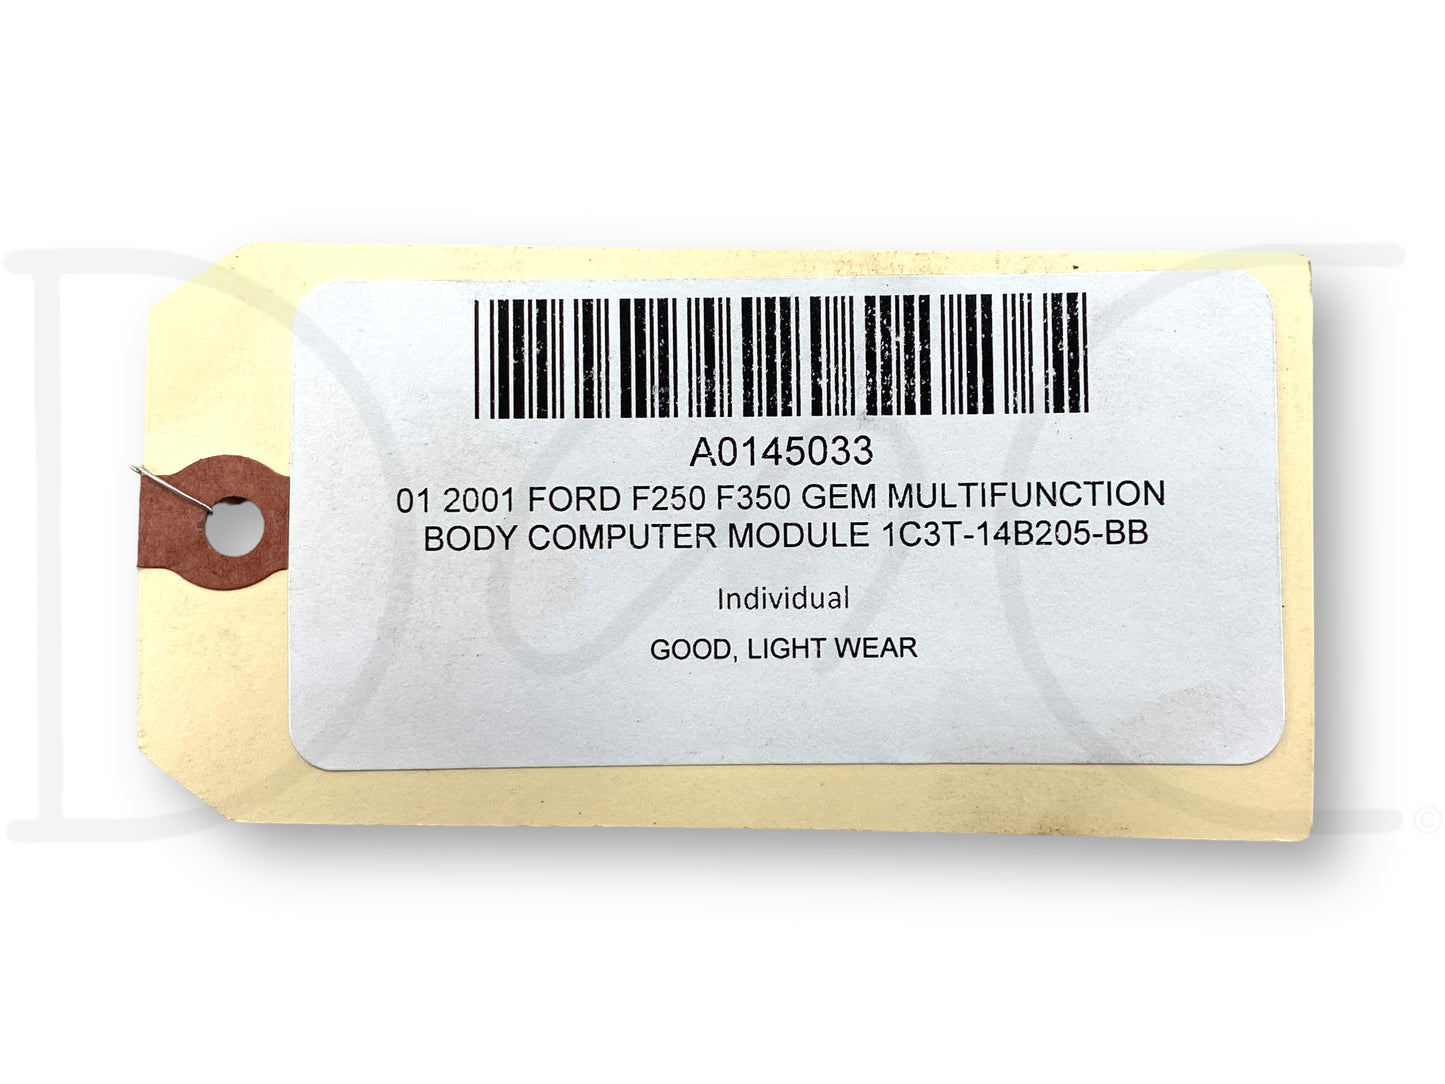 A0145033
01 2001 FORD F250 F350 GEM MULTIFUNCTION
BODY COMPUTER MODULE 1C3T-14B205-BB
Individual
GOOD, LIGHT WEAR
©